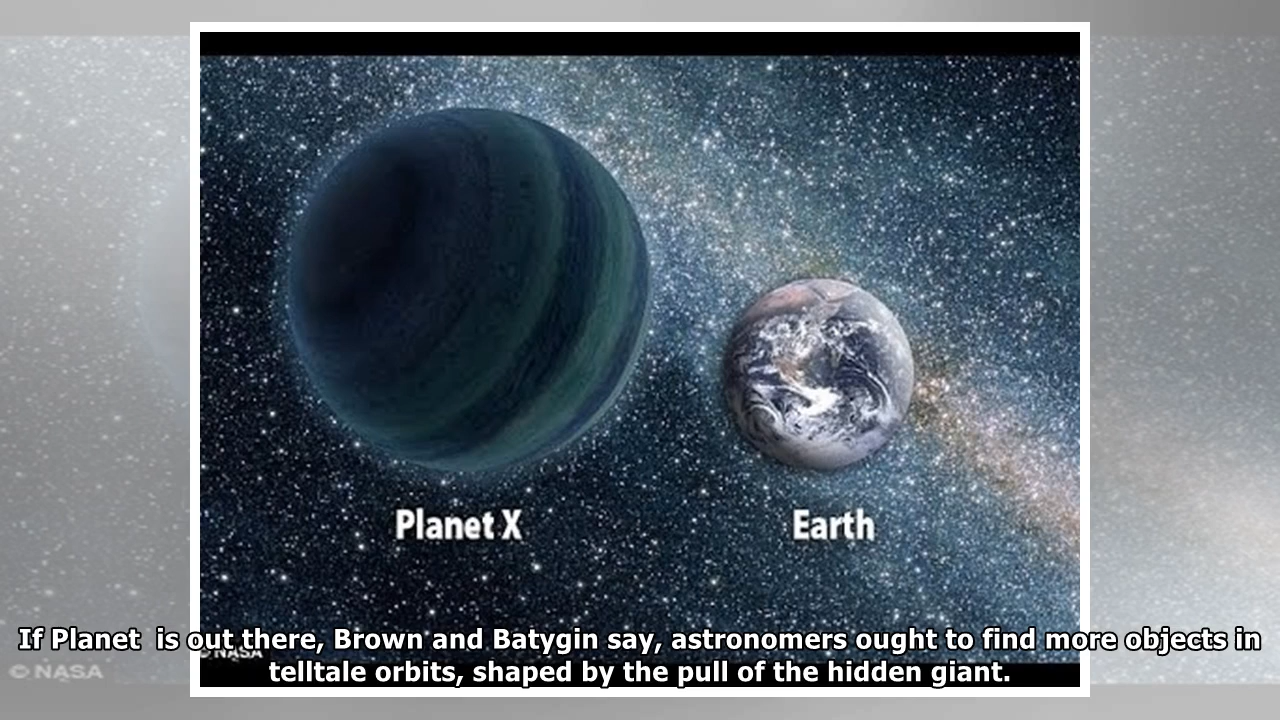 Planet X
Earth
If Planet  is out there, Brown and Batygin say, astronomers ought to find more objects in
telltale orbits, shaped by the pull of the hidden giant.
© NASA
© NASA